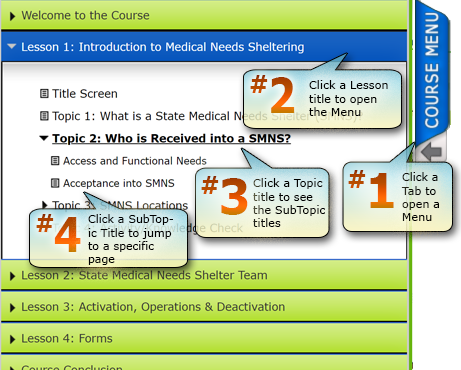 Welcome to the Course
Lesson 1: Introduction to Medical Needs Sheltering
Title Screen
Topic 1: What is a State Medical Needs Shelter
Topic 2: Who is Received into a SMNS?
Access and Functional Needs
Acceptance into SMNS
Topic 3: SMNS Locations
Knowledge Check
Lesson 2: State Medical Needs Shelter Team
Lesson 3: Activation, Operations & Deactivation
Lesson 4: Forms
Course Conclusion
COURSE MENU
#1 Click a
Tab to
open a
Menu
#2 Click a Lesson
title to open
the Menu
#3 Click a Topic
title to see
the SubTopic
titles
#4 Click a SubTop-
ic Title to jump
to a specific
page